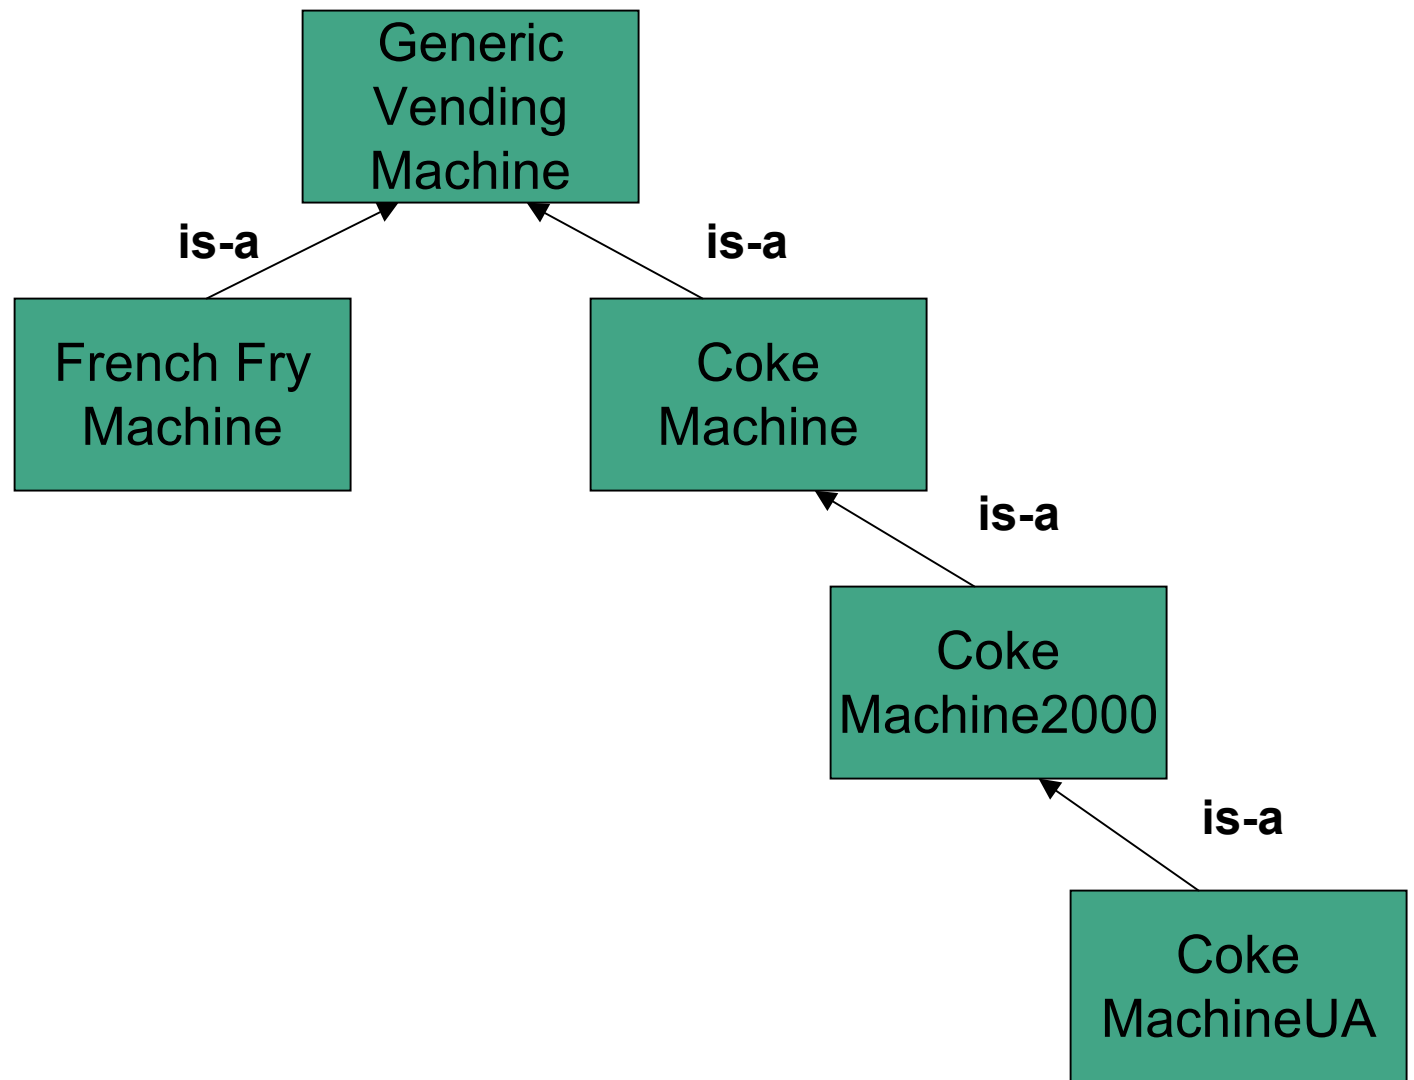 Generic
Vending
Machine
is-a
is-a
French Fry
Machine
Coke
Machine
is-a
Coke
Machine2000
is-a
Coke
MachineUA